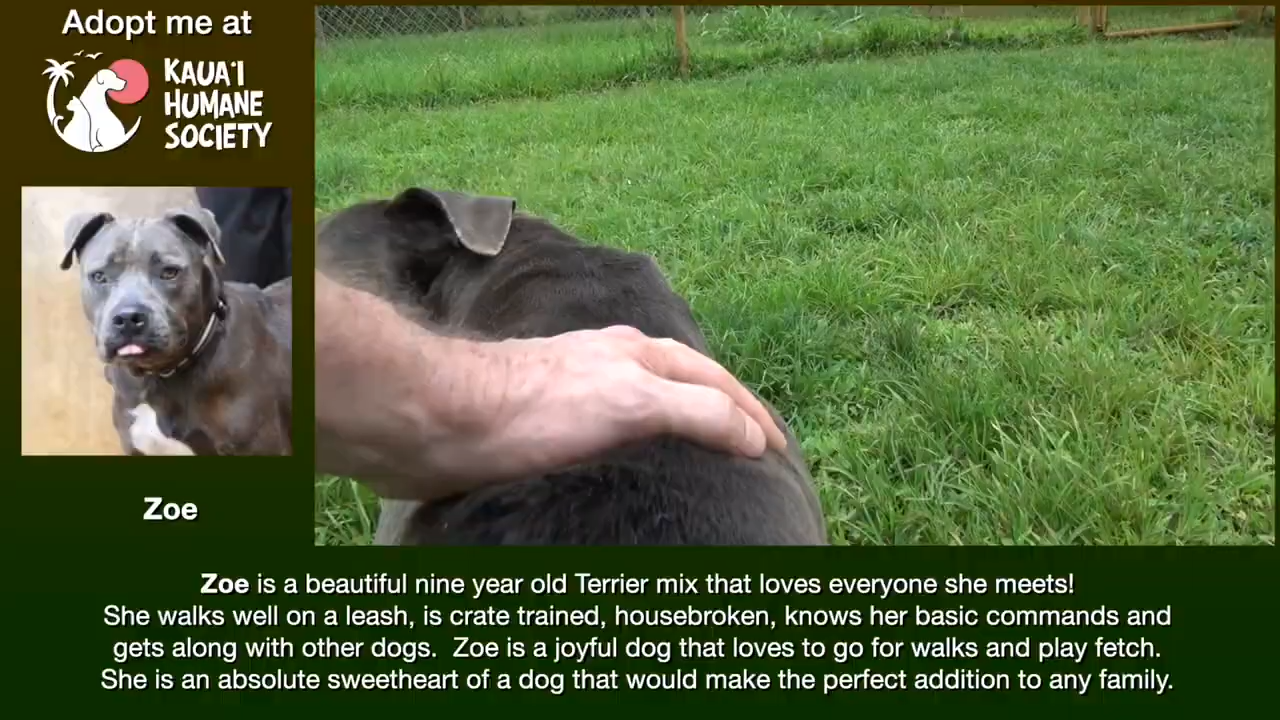 Adopt me at
KAUAʻI
HUMANE
SOCIETY
Zoe
Zoe is a beautiful nine year old Terrier mix that loves everyone she meets!
She walks well on a leash, is crate trained, housebroken, knows her basic commands and
gets along with other dogs.  Zoe is a joyful dog that loves to go for walks and play fetch.
She is an absolute sweetheart of a dog that would make the perfect addition to any family.